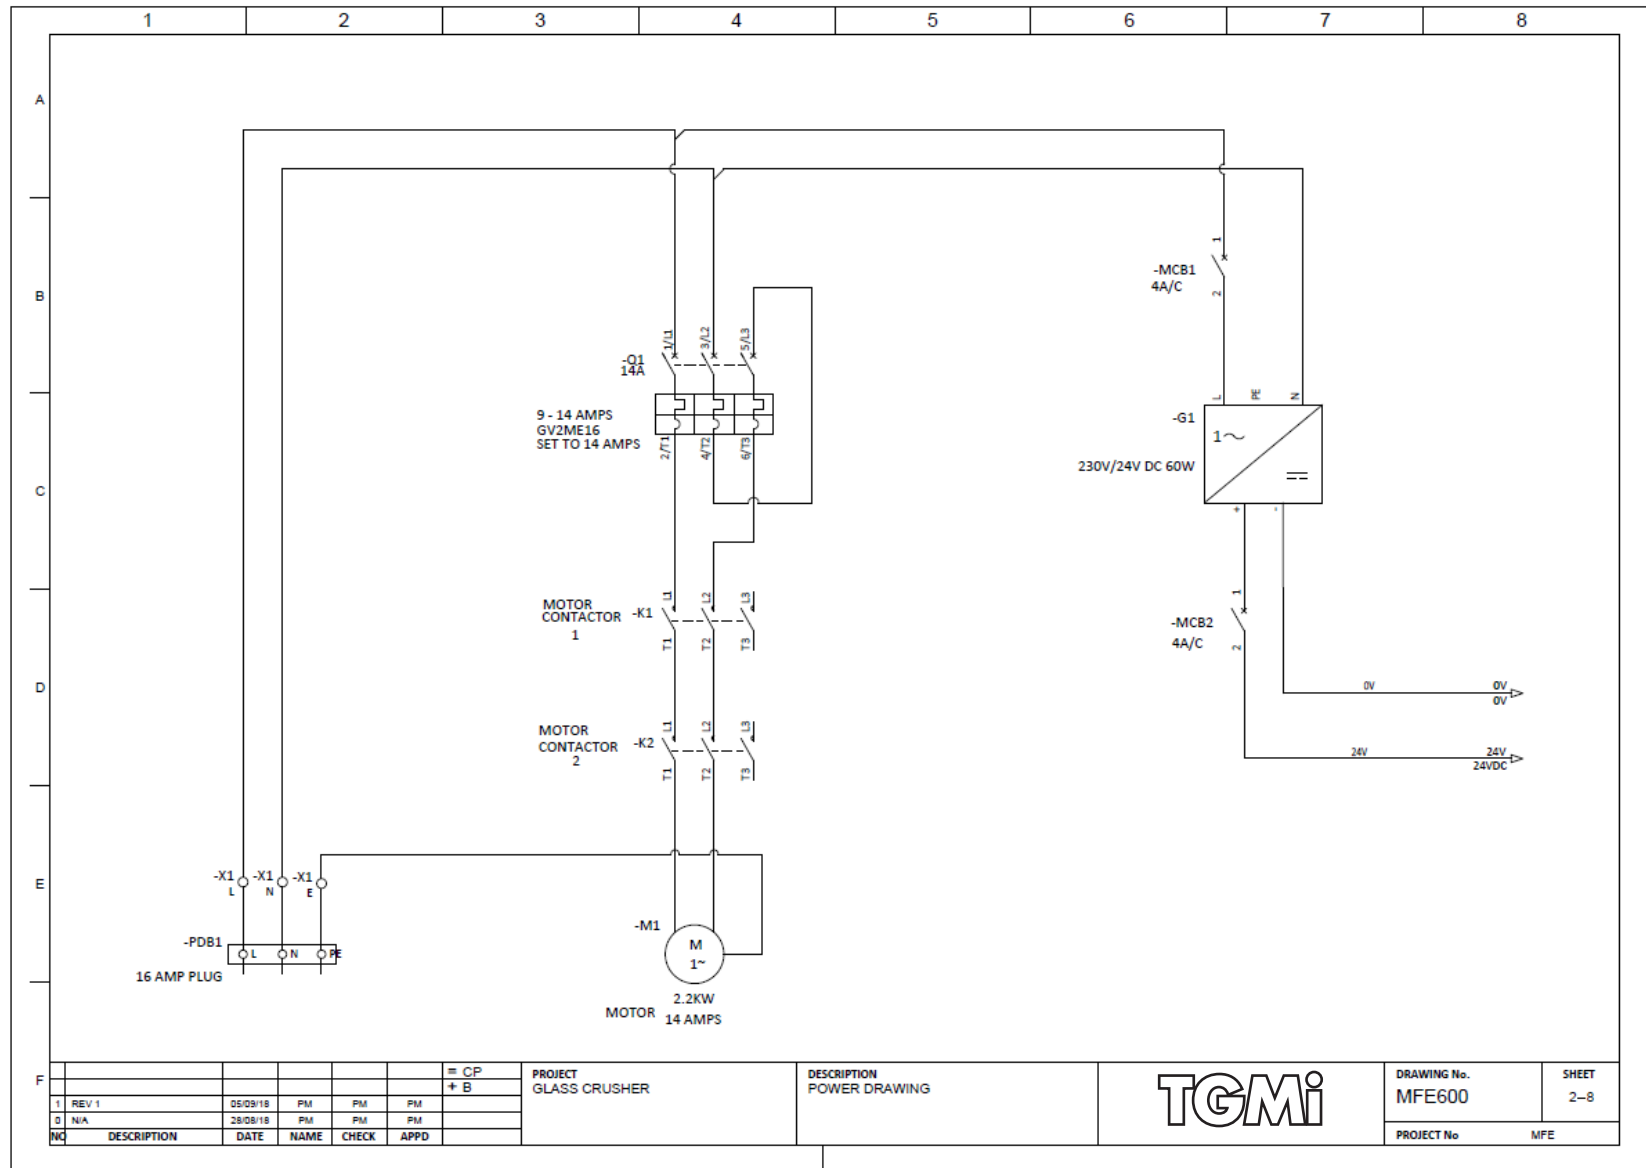 1 2 3 4 5 6 7 8
A
B
C
D
E
F
-MCB1
4A/C
1
2
1/L1
3/L2
5/L3
-Q1
14A
9 - 14 AMPS
GV2ME16
SET TO 14 AMPS
2/T1
4/T2
6/T3
L
PE
N
-G1
1
230V/24V DC 60W
+
-
MOTOR
CONTACTOR
1
-K1
L1
L2
L3
T1
T2
T3
-MCB2
4A/C
1
2
0V
0V
0V
24V
24V
24VDC
MOTOR
CONTACTOR
2
-K2
L1
L2
L3
T1
T2
T3
-X1
L
-X1
N
-X1
E
-PDB1
L
N
PE
16 AMP PLUG
-M1
M
1~
MOTOR
2.2KW
14 AMPS
= CP
+ B
1 REV 1 05/09/18 PM PM PM
0 N/A 28/08/18 PM PM PM
NO DESCRIPTION DATE NAME CHECK APPD
PROJECT
GLASS CRUSHER
DESCRIPTION
POWER DRAWING
TGMi
DRAWING No.
MFE600
SHEET
2–8
PROJECT No MFE